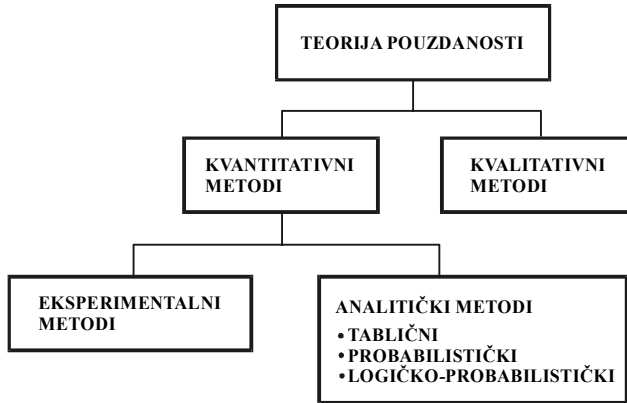 TEORIJA POUZDANOSTI
KVANTITATIVNI
METODI
KVALITATIVNI
METODI
EKSPERIMENTALNI
METODI
ANALITIČKI METODI
• TABLIČNI
• PROBABILISTIČKI
• LOGIČKO-PROBABILISTIČKI